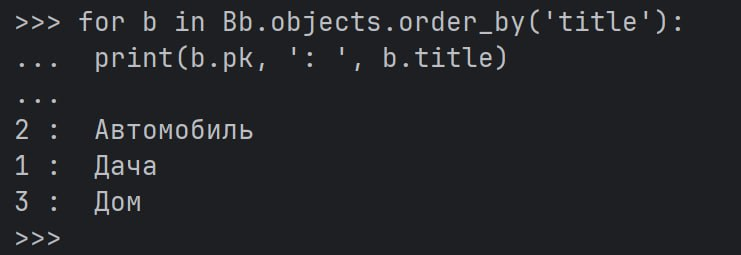 >>> for b in Bb.objects.order_by('title'):
...  print(b.pk, ': ', b.title)
...
2 :  Автомобиль
1 :  Дача
3 :  Дом
>>>